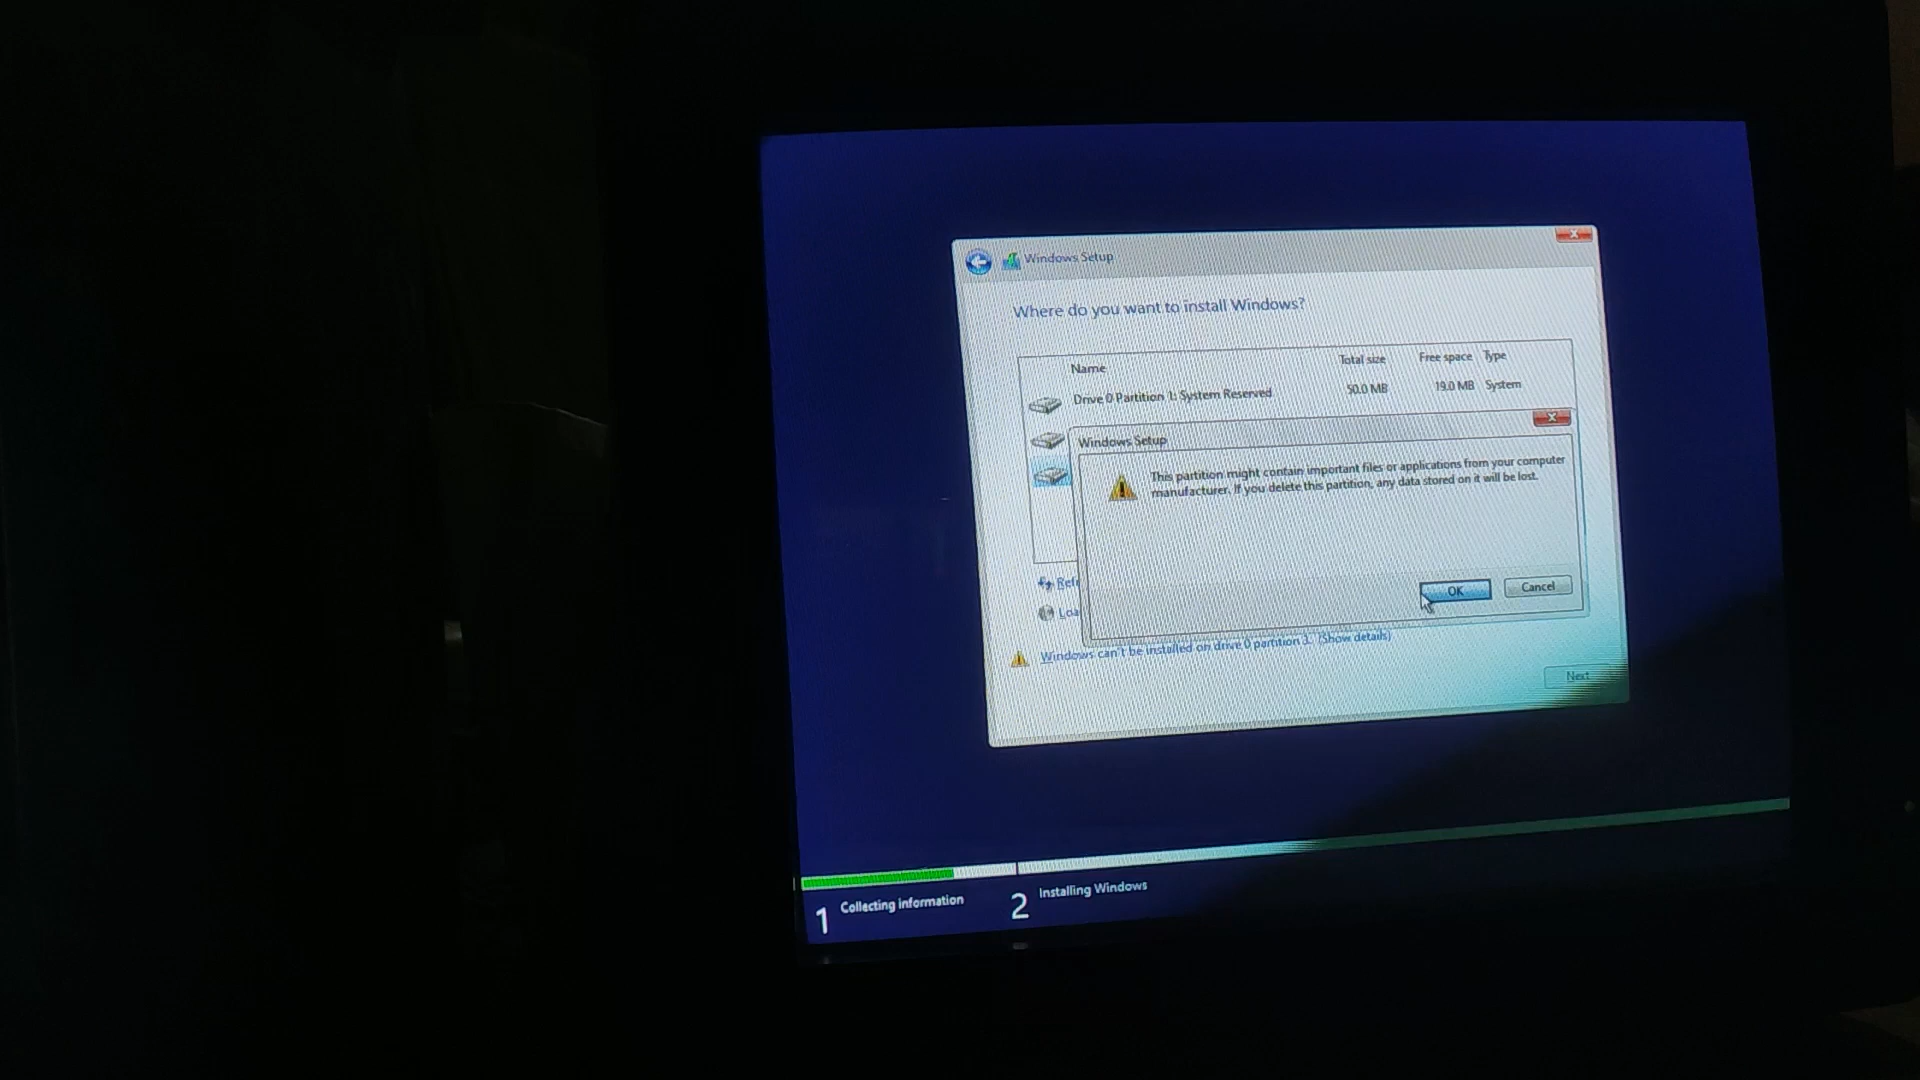 Windows Setup
Where do you want to install Windows?
Name Total size Free space Type
Drive 0 Partition 1: System Reserved 50.0 MB 19.0 MB System
Windows Setup
This partition might contain important files or applications from your computer
manufacturer. If you delete this partition, any data stored on it will be lost.
OK Cancel
Refr
Loa
Windows can't be installed on drive 0 partition 3. (Show details)
Next
1 Collecting information 2 Installing Windows